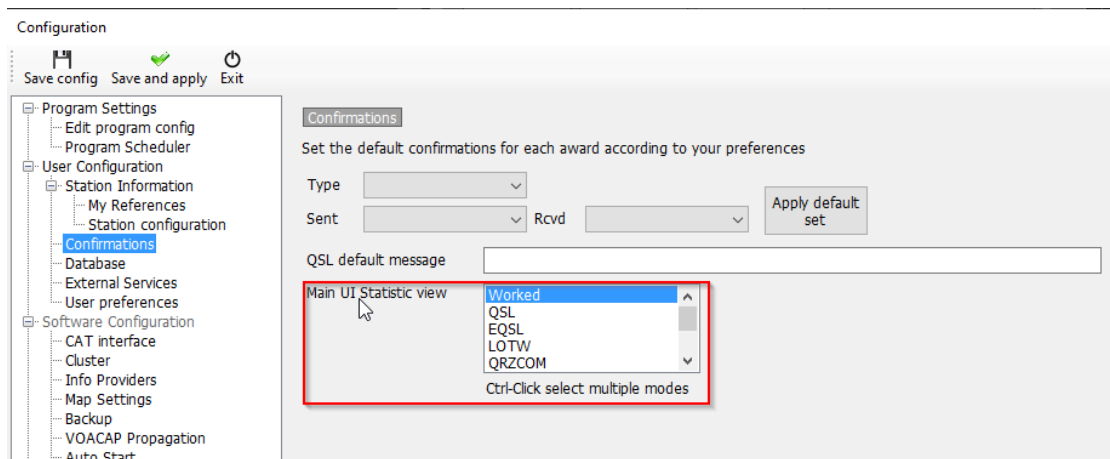 Configuration
Save config Save and apply Exit
Program Settings
Edit program config
Program Scheduler
User Configuration
Station Information
My References
Station configuration
Confirmations
Database
External Services
User preferences
Software Configuration
CAT interface
Cluster
Info Providers
Map Settings
Backup
VOACAP Propagation
Auto Start
Confirmations
Set the default confirmations for each award according to your preferences
Type
Sent Rcvd
Apply default
set
QSL default message
Main UI Statistic view
Worked
QSL
EQSL
LOTW
QRZCOM
Ctrl-Click select multiple modes